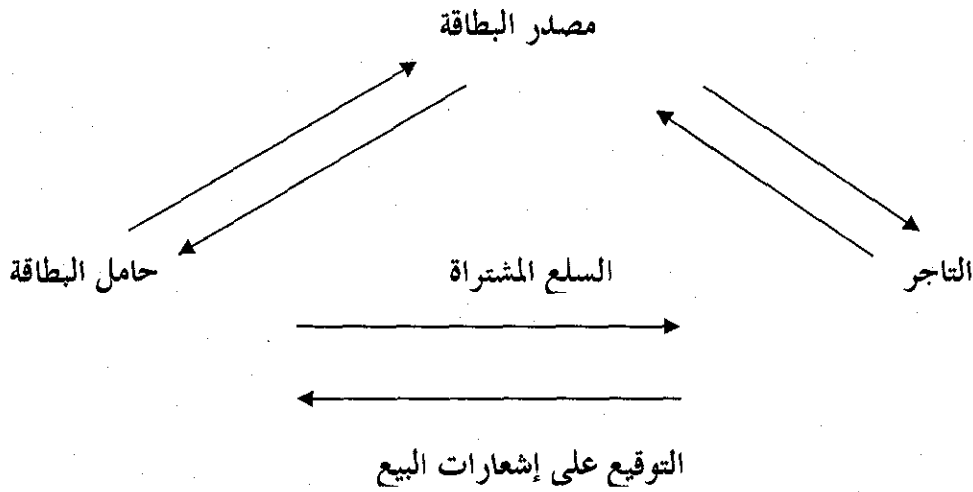 مصدر البطاقة
التاجر السلع المشتراة حامل البطاقة
التوقيع على إشعارات البيع